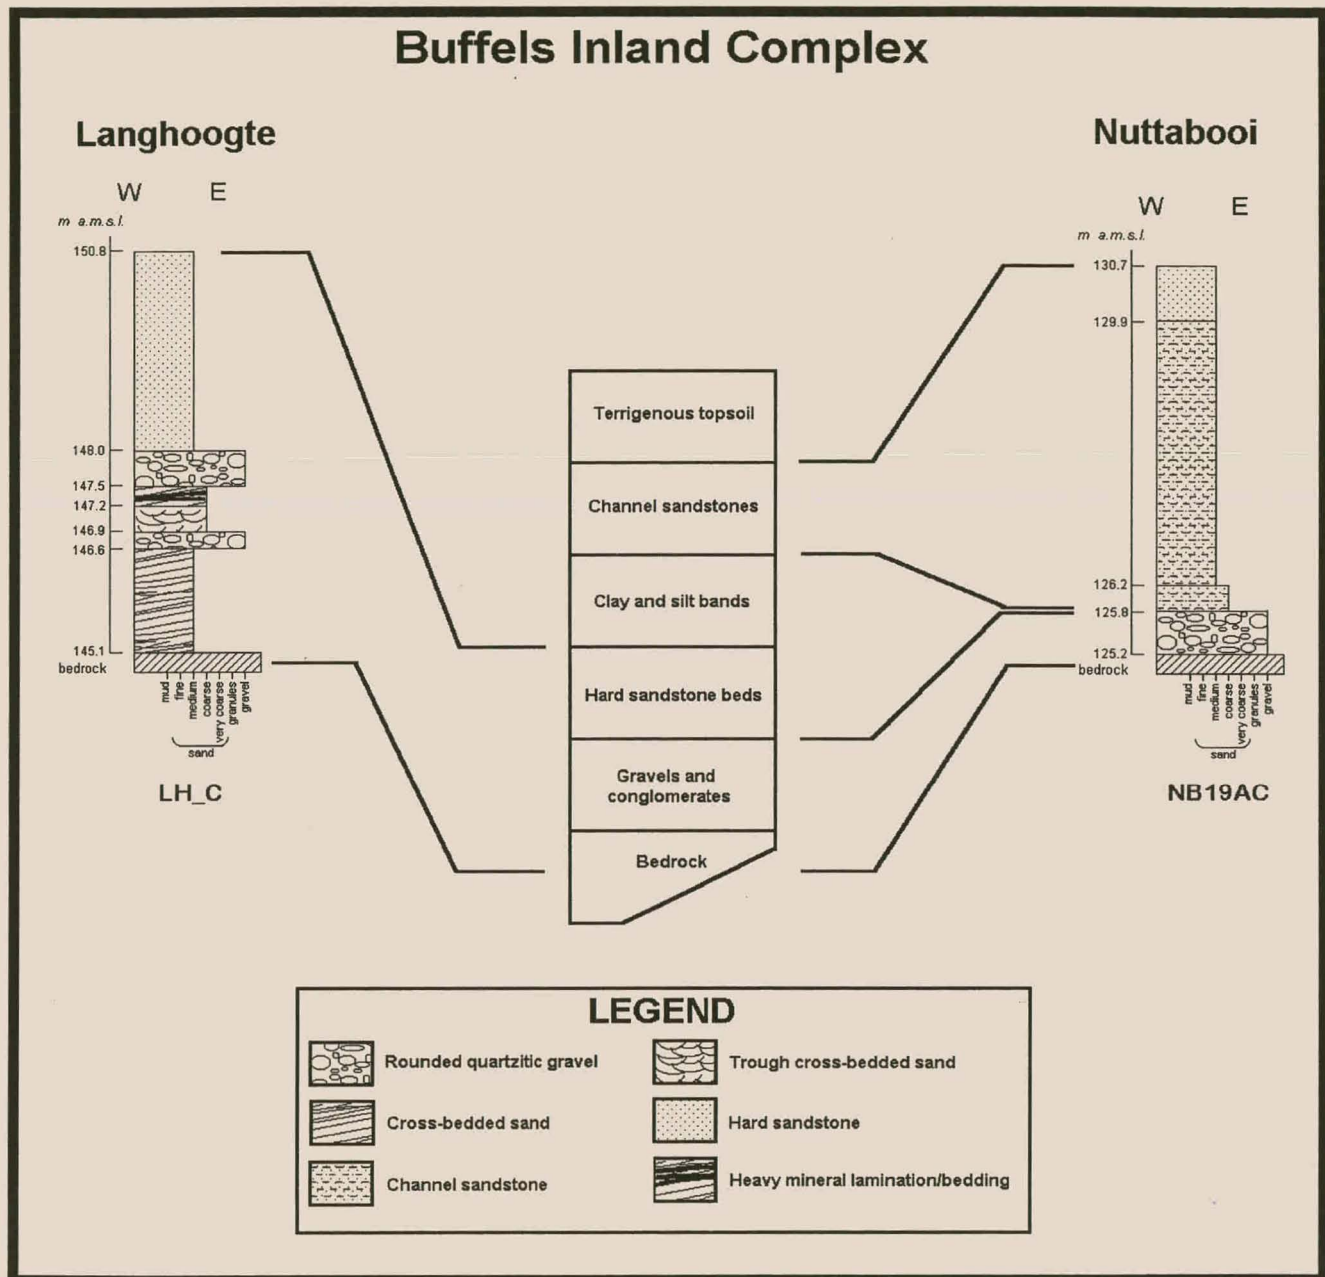 Buffels Inland Complex
Langhoogte
W E
m a.m.s.l.
150.8
148.0
147.5
147.2
146.9
146.6
145.1
bedrock
mud
fine
medium
coarse
very coarse
granules
gravel
sand
LH_C
Terrigenous topsoil
Channel sandstones
Clay and silt bands
Hard sandstone beds
Gravels and
conglomerates
Bedrock
Nuttabooi
W E
m a.m.s.l.
130.7
129.9
126.2
125.8
125.2
bedrock
mud
fine
medium
coarse
very coarse
granules
gravel
sand
NB19AC
LEGEND
Rounded quartzitic gravel
Trough cross-bedded sand
Cross-bedded sand
Hard sandstone
Channel sandstone
Heavy mineral lamination/bedding